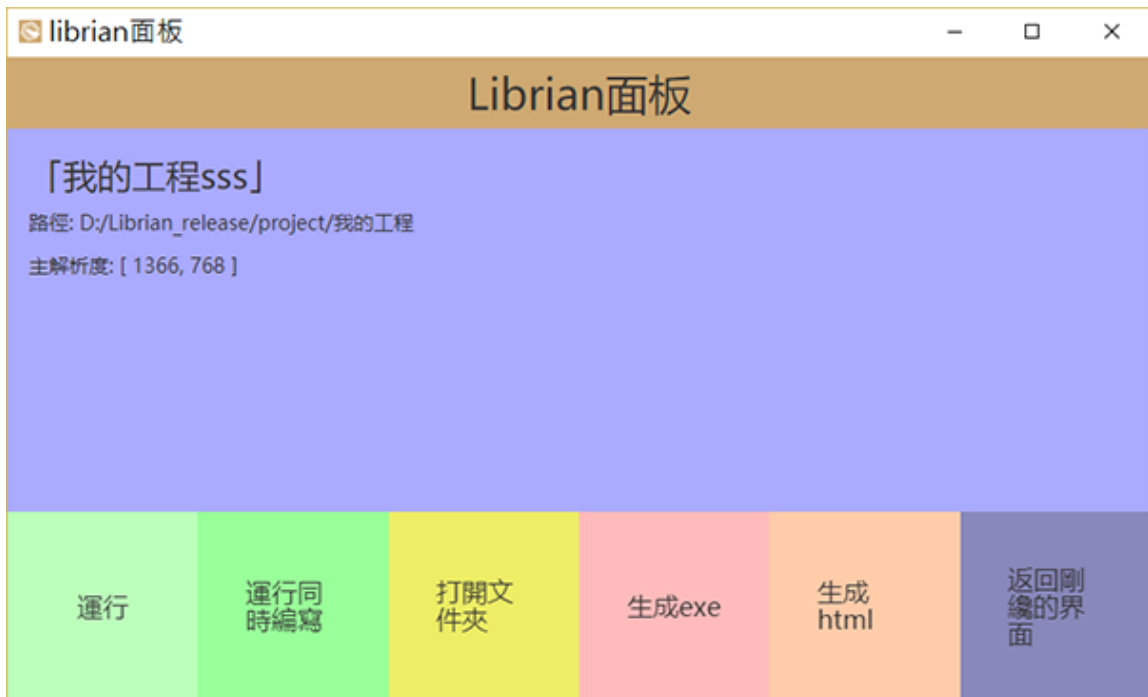 librian面板
Librian面板
「我的工程sss」
路徑: D:/Librian_release/project/我的工程
主解析度: [ 1366, 768 ]
運行
運行同
時編寫
打開文
件夾
生成exe
生成
html
返回剛
纔的界
面